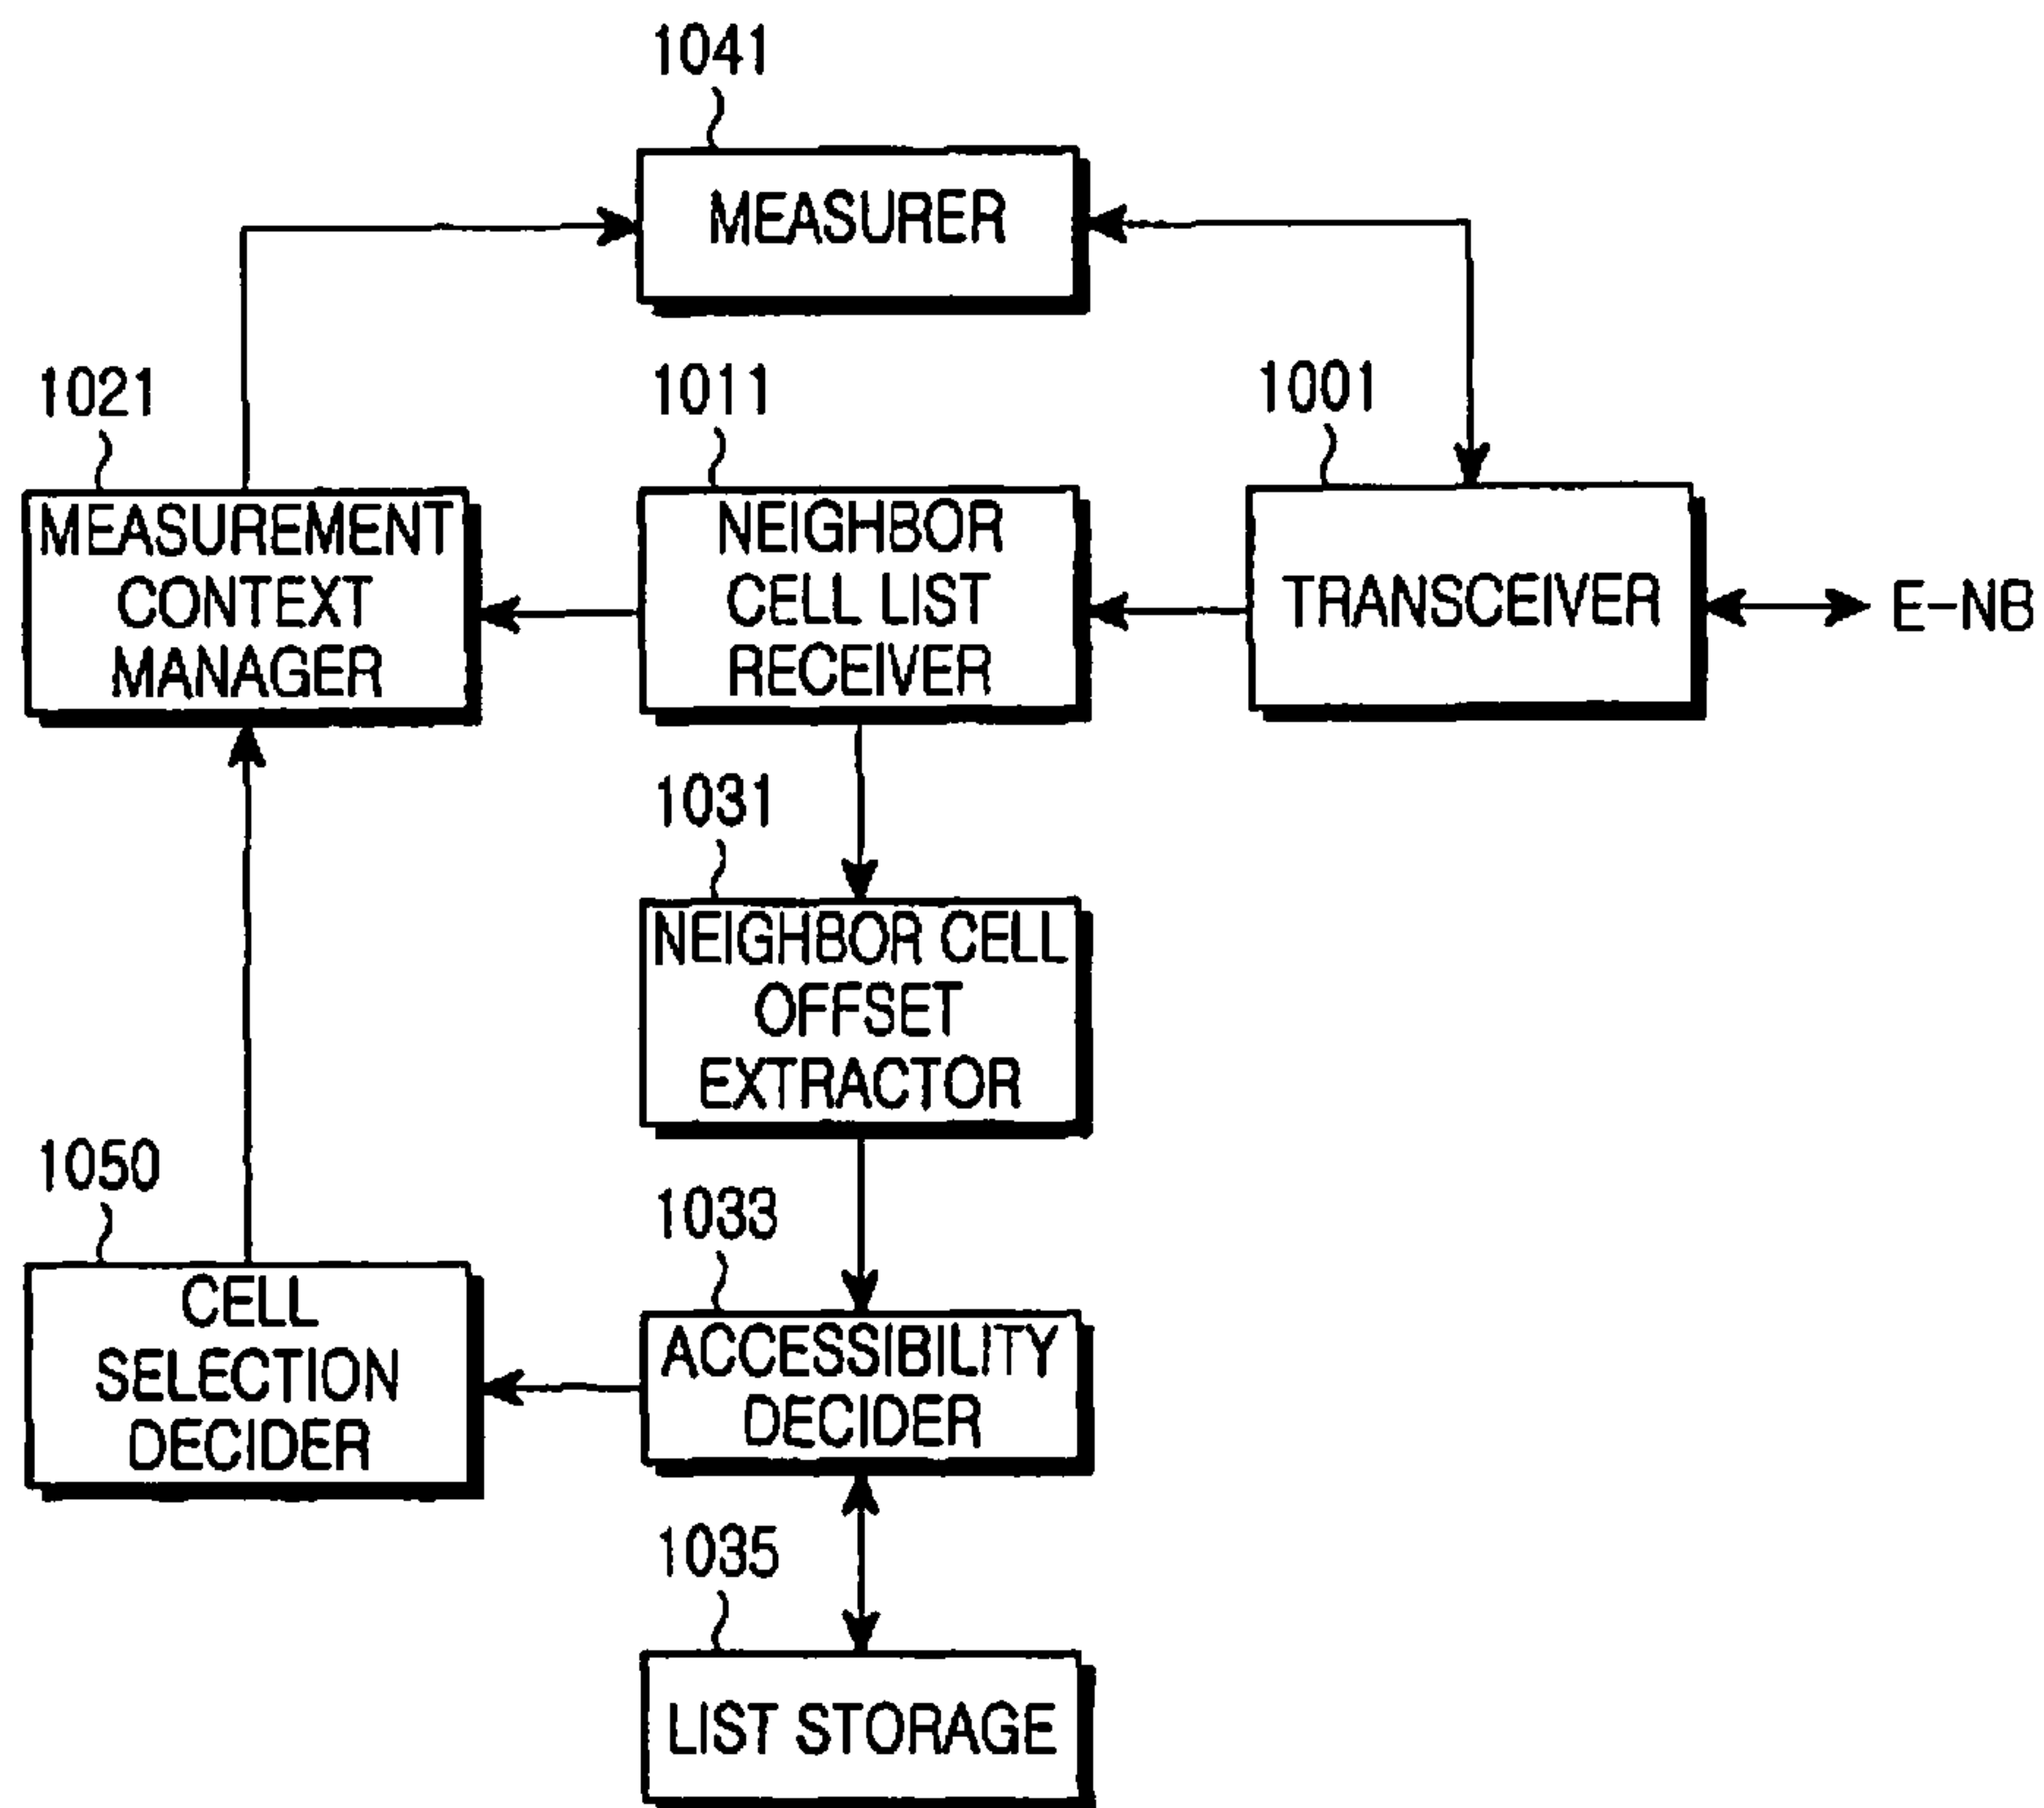 1041
MEASURER
1021
1011
1001
MEASUREMENT
CONTEXT
MANAGER
NEIGHBOR
CELL LIST
RECEIVER
TRANSCEIVER
E-NB
1031
NEIGHBOR CELL
OFFSET
EXTRACTOR
1050
1033
CELL
SELECTION
DECIDER
ACCESSIBILITY
DECIDER
1035
LIST STORAGE